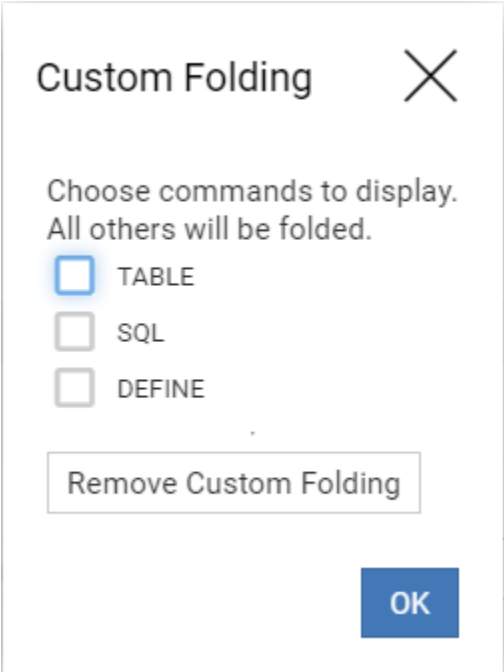 Custom Folding
Choose commands to display.
All others will be folded.
TABLE
SQL
DEFINE
Remove Custom Folding
OK